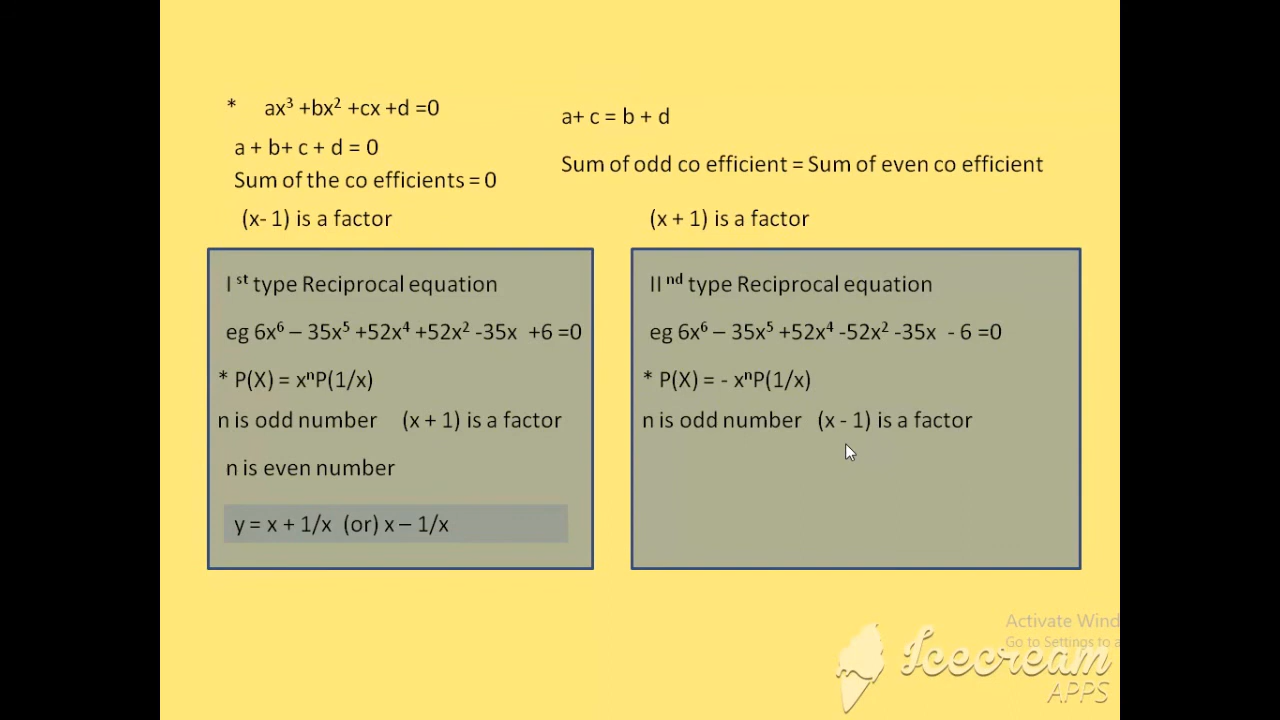 * ax³ +bx² +cx +d =0
a + b+ c + d = 0
Sum of the co efficients = 0
(x- 1) is a factor
a+ c = b + d
Sum of odd co efficient = Sum of even co efficient
(x + 1) is a factor
I ˢᵗ type Reciprocal equation
eg 6x⁶ – 35x⁵ +52x⁴ +52x² -35x +6 =0
* P(X) = xⁿP(1/x)
n is odd number (x + 1) is a factor
n is even number
y = x + 1/x (or) x – 1/x
II ⁿᵈ type Reciprocal equation
eg 6x⁶ – 35x⁵ +52x⁴ -52x² -35x - 6 =0
* P(X) = - xⁿP(1/x)
n is odd number (x - 1) is a factor
Activate Wind
Go to Settings to a
Icecream
APPS